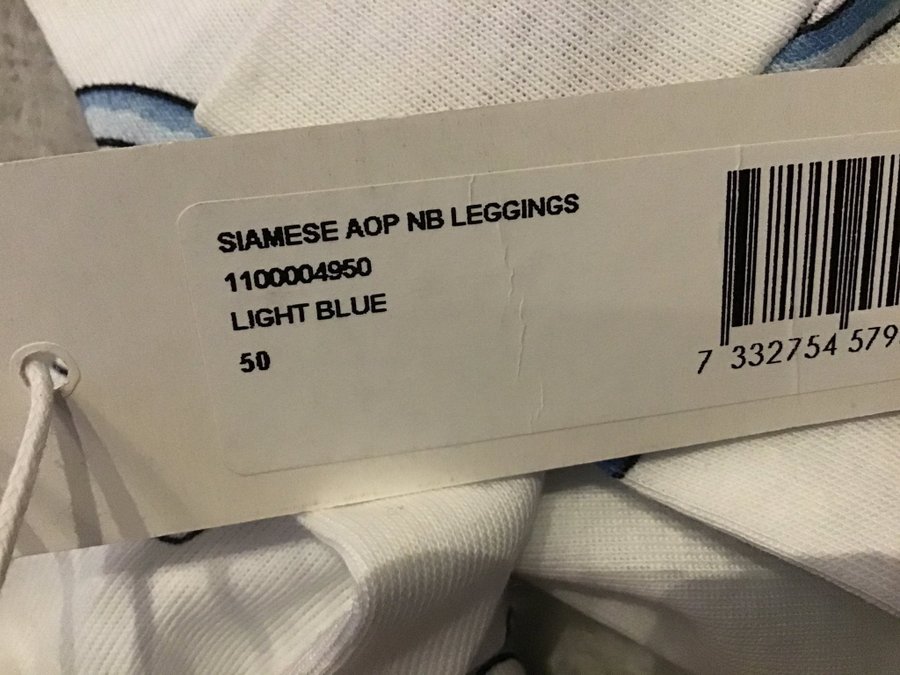 SIAMESE AOP NB LEGGINGS
1100004950
LIGHT BLUE
50
7 332754 579